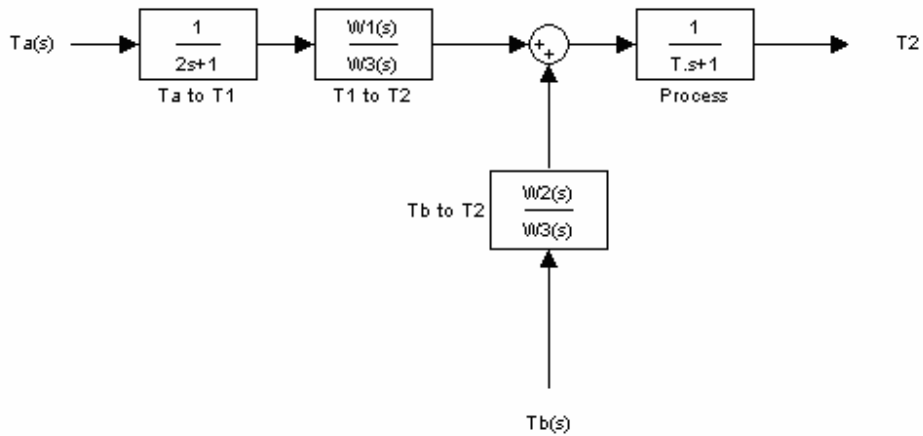 Ta(s)
1
2s+1
Ta to T1
W1(s)
W3(s)
T1 to T2
+
+
1
T.s+1
Process
T2
Tb to T2
W2(s)
W3(s)
Tb(s)